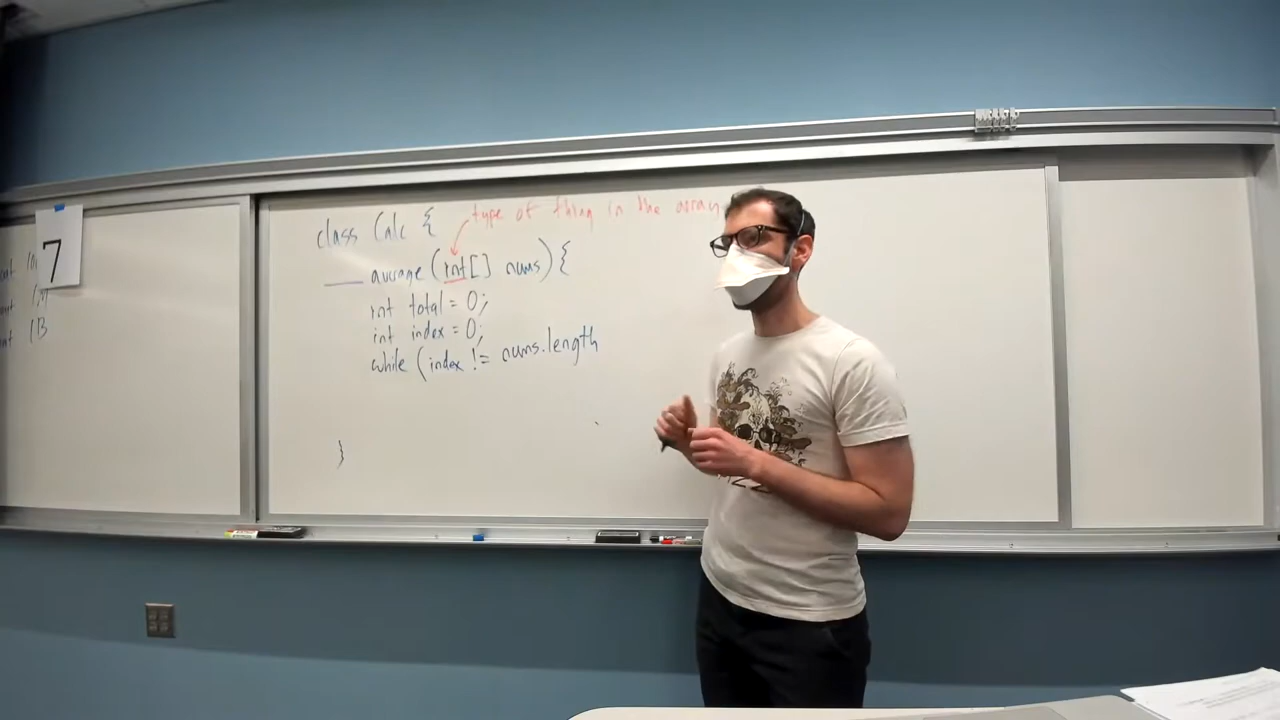 7
13
class Calc {
type of thing in the array
average (int[] nums) {
int total = 0;
int index = 0;
while (index != nums.length
}